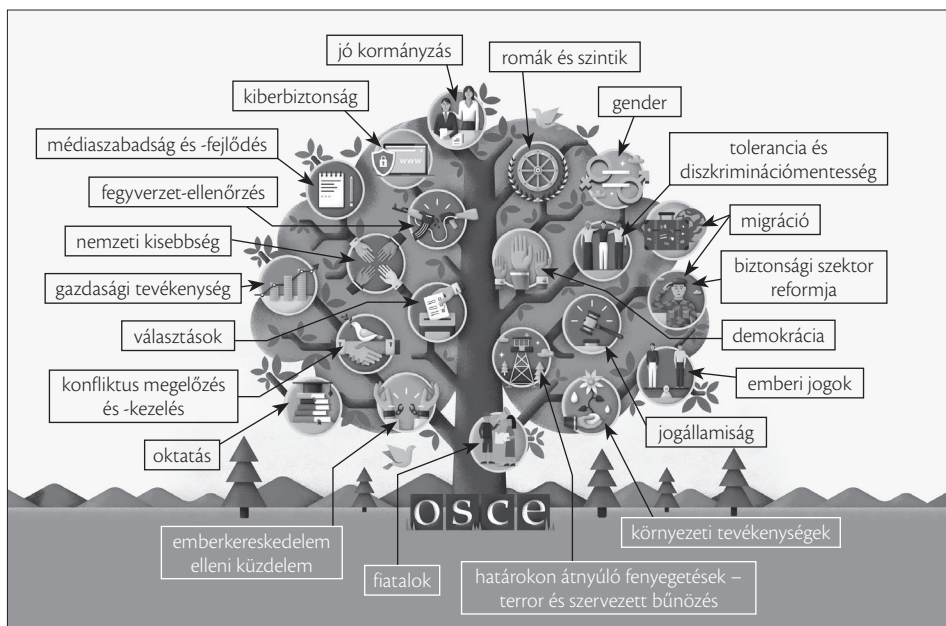 jó kormányzás
romák és szintik
kiberbiztonság
gender
médiaszabadság és -fejlődés
tolerancia és
diszkriminációmentesség
fegyverzet-ellenőrzés
nemzeti kisebbség
migráció
gazdasági tevékenység
biztonsági szektor
reformja
választások
demokrácia
konfliktus megelőzés
és -kezelés
emberi jogok
oktatás
jogállamiság
www
osce
emberkereskedelem
elleni küzdelem
fiatalok
határokon átnyúló fenyegetések –
terror és szervezett bűnözés
környezeti tevékenységek